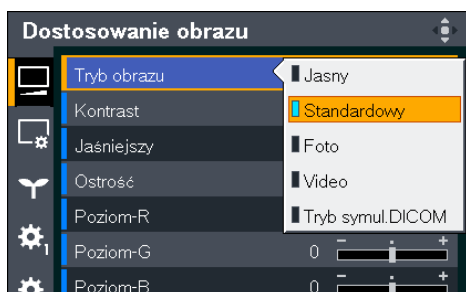 Dostosowanie obrazu
Tryb obrazu
Jasny
Kontrast
Standardowy
Jaśniejszy
Foto
Ostrość
Video
Poziom-R
Tryb symul.DICOM
1
Poziom-G 0 - +
Poziom-B 0 - +